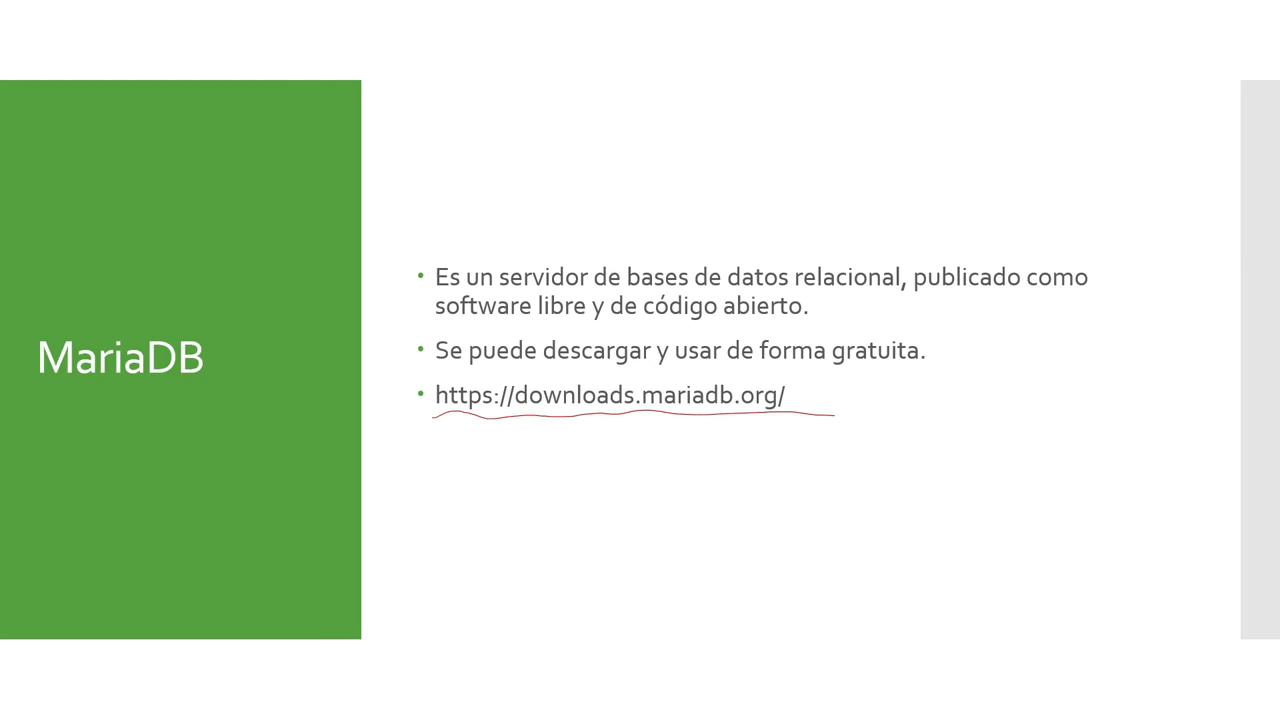 MariaDB
• Es un servidor de bases de datos relacional, publicado como
software libre y de código abierto.
• Se puede descargar y usar de forma gratuita.
• https://downloads.mariadb.org/